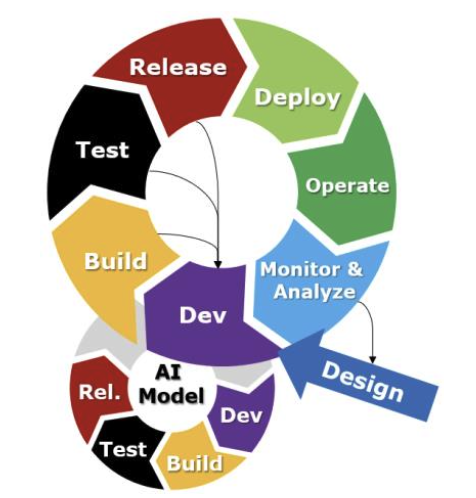 Release
Deploy
Test
Operate
Build
Monitor &
Analyze
Dev
Design
AI
Model
Rel.
Dev
Test
Build